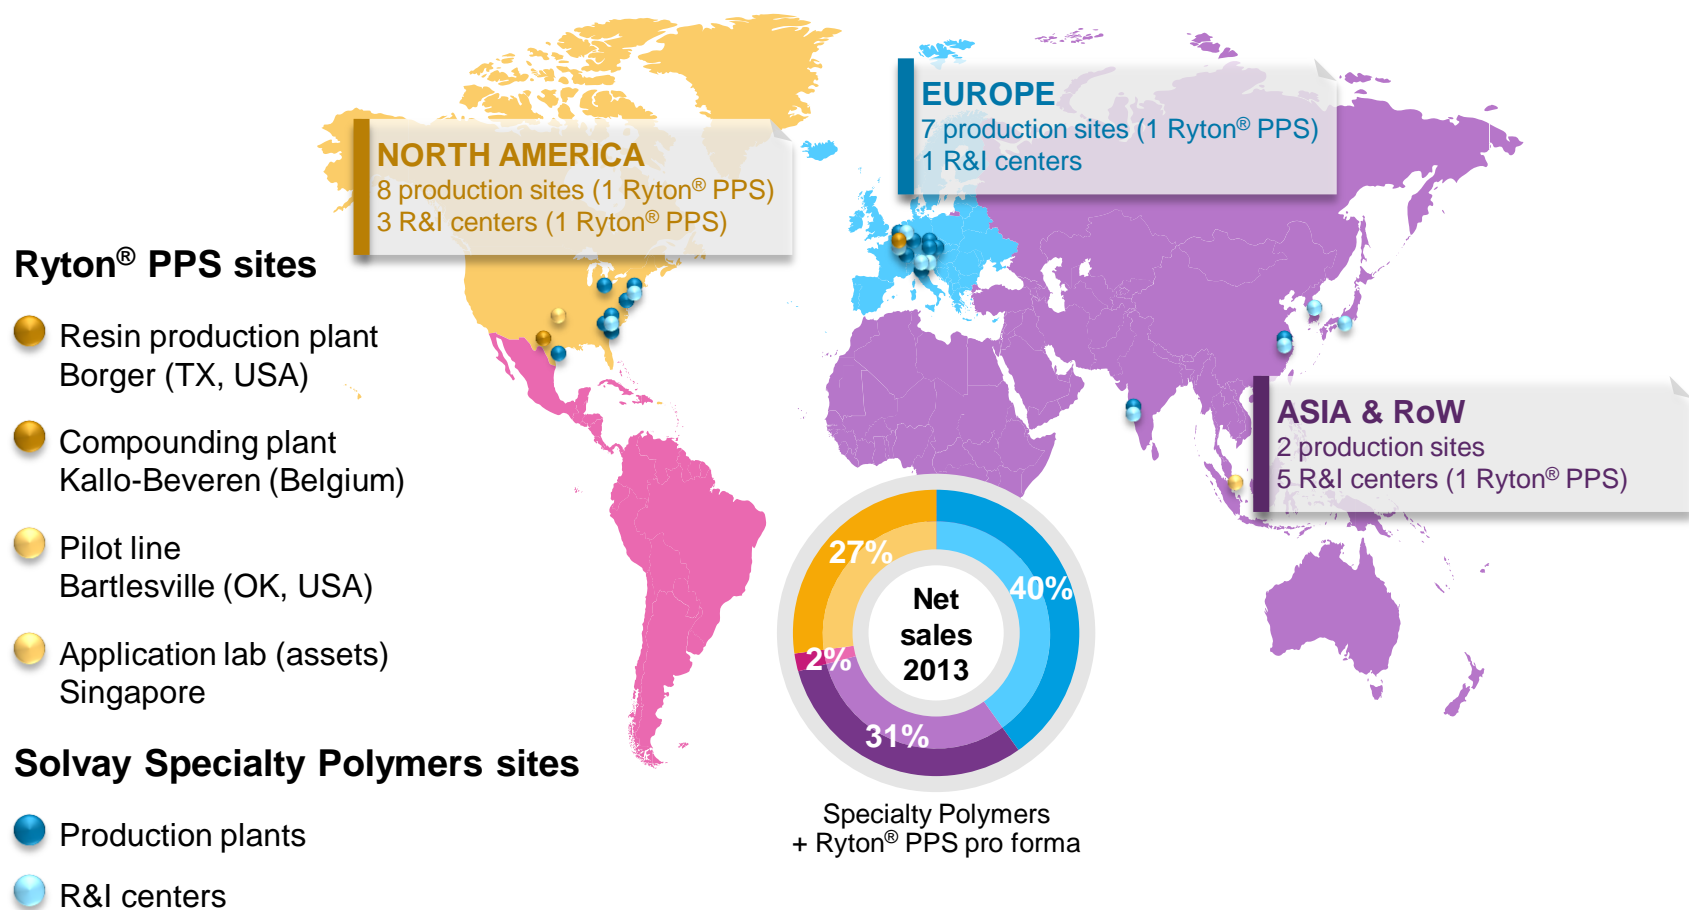 EUROPE
7 production sites (1 Ryton® PPS)
1 R&I centers
NORTH AMERICA
8 production sites (1 Ryton® PPS)
3 R&I centers (1 Ryton® PPS)
Ryton® PPS sites
Resin production plant
Borger (TX, USA)
Compounding plant
Kallo-Beveren (Belgium)
Pilot line
Bartlesville (OK, USA)
Application lab (assets)
Singapore
Solvay Specialty Polymers sites
Production plants
R&I centers
ASIA & RoW
2 production sites
5 R&I centers (1 Ryton® PPS)
27%
40%
2%
31%
Net
sales
2013
Specialty Polymers
+ Ryton® PPS pro forma